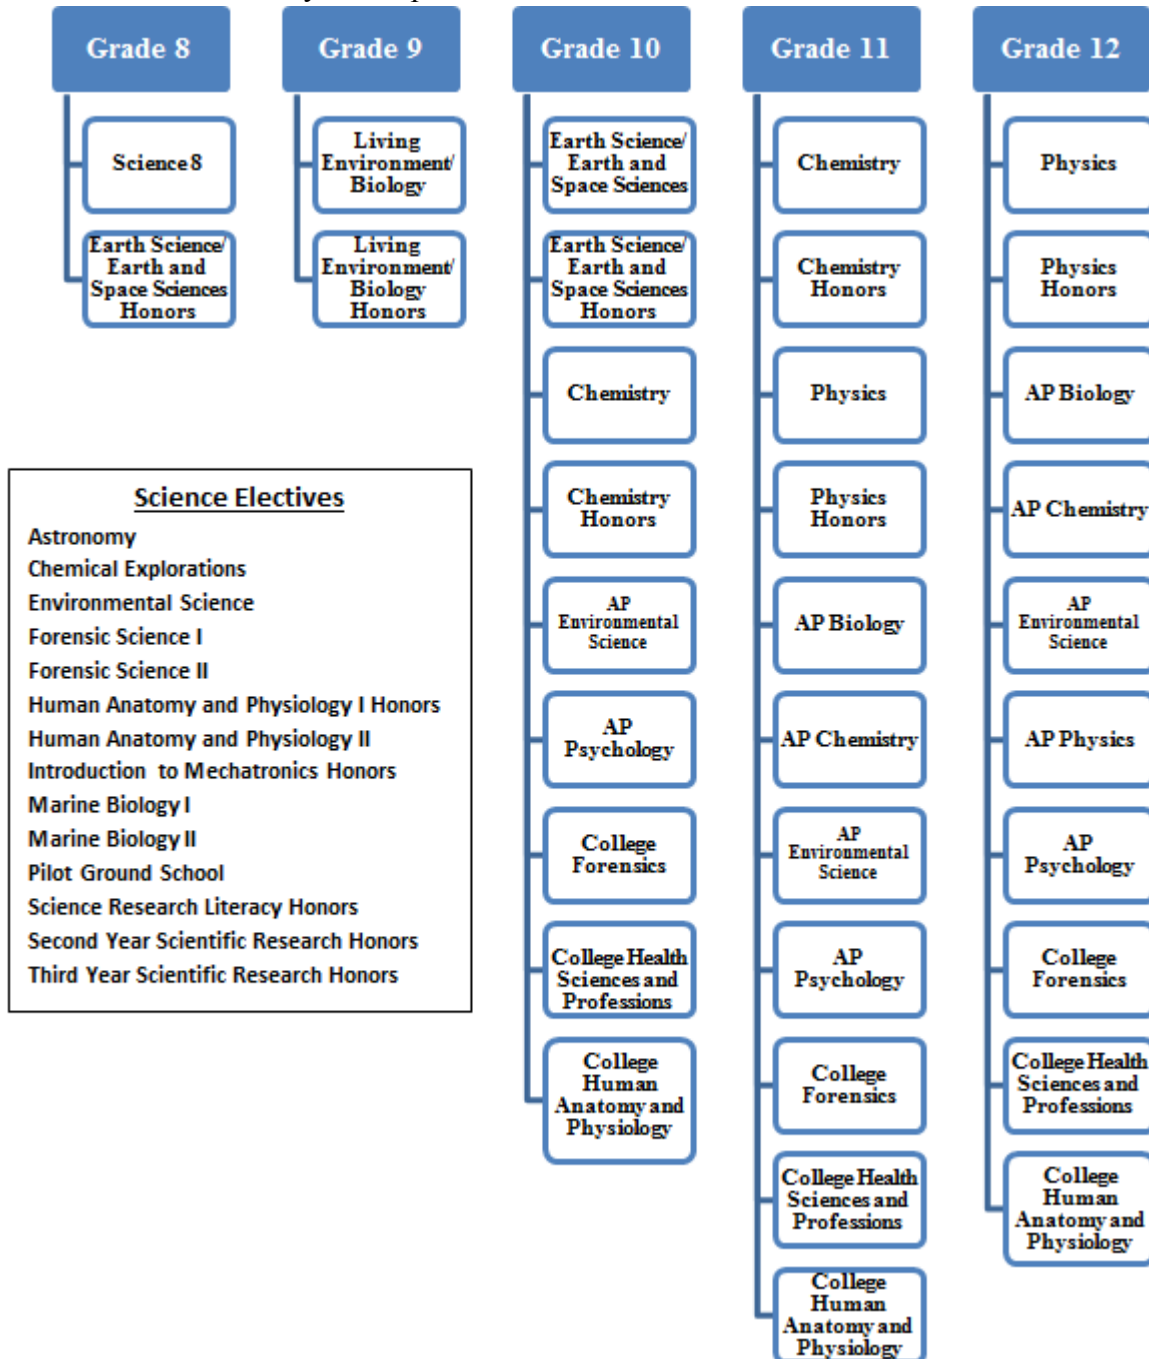 Grade 8
Science 8
Earth Science/
Earth and
Space Sciences
Honors
Grade 9
Living
Environment/
Biology
Living
Environment/
Biology
Honors
Grade 10
Earth Science/
Earth and
Space Sciences
Earth Science/
Earth and
Space Sciences
Honors
Chemistry
Chemistry
Honors
AP
Environmental
Science
AP
Psychology
College
Forensics
College Health
Sciences and
Professions
College
Human
Anatomy and
Physiology
Grade 11
Chemistry
Chemistry
Honors
Physics
Physics
Honors
AP Biology
AP Chemistry
AP
Environmental
Science
AP
Psychology
College
Forensics
College Health
Sciences and
Professions
College
Human
Anatomy and
Physiology
Grade 12
Physics
Physics
Honors
AP Biology
AP Chemistry
AP
Environmental
Science
AP Physics
AP
Psychology
College
Forensics
College Health
Sciences and
Professions
College
Human
Anatomy and
Physiology
Science Electives
Astronomy
Chemical Explorations
Environmental Science
Forensic Science I
Forensic Science II
Human Anatomy and Physiology I Honors
Human Anatomy and Physiology II
Introduction to Mechatronics Honors
Marine Biology I
Marine Biology II
Pilot Ground School
Science Research Literacy Honors
Second Year Scientific Research Honors
Third Year Scientific Research Honors